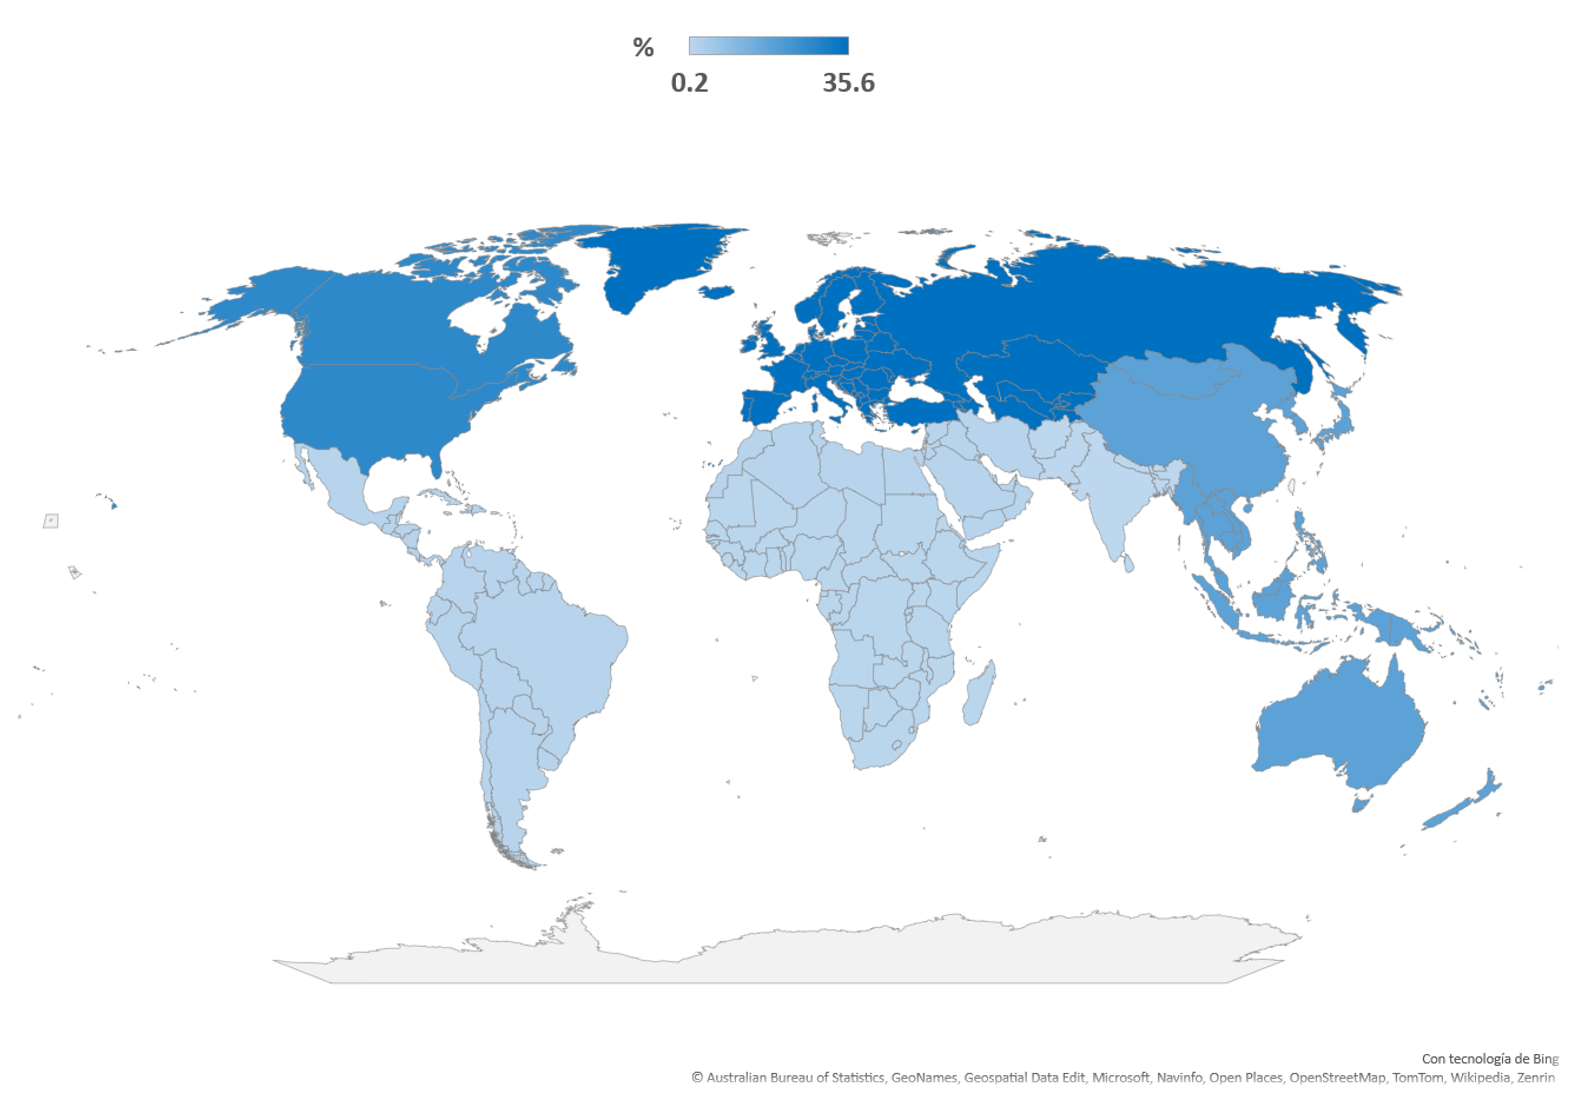 %
0.2 35.6
Con tecnología de Bing
© Australian Bureau of Statistics, GeoNames, Geospatial Data Edit, Microsoft, Navinfo, Open Places, OpenStreetMap, TomTom, Wikipedia, Zenrin